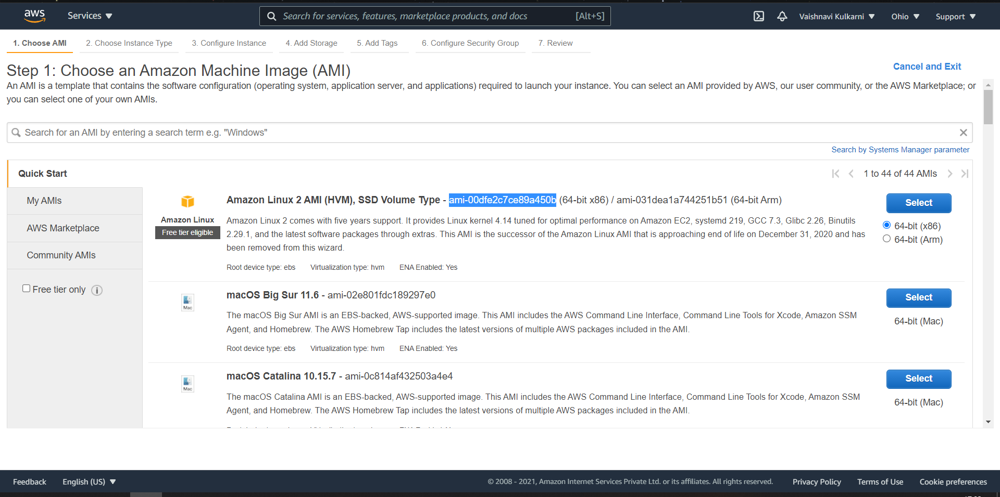 aws
Services
Search for services, features, marketplace products, and docs
[Alt+S]
Vaishnavi Kulkarni
Ohio
Support
1. Choose AMI
2. Choose Instance Type
3. Configure Instance
4. Add Storage
5. Add Tags
6. Configure Security Group
7. Review
Step 1: Choose an Amazon Machine Image (AMI)
Cancel and Exit
An AMI is a template that contains the software configuration (operating system, application server, and applications) required to launch your instance. You can select an AMI provided by AWS, our user community, or the AWS Marketplace; or
you can select one of your own AMIs.
Search for an AMI by entering a search term e.g. "Windows"
Search by Systems Manager parameter
Quick Start
1 to 44 of 44 AMIs
My AMIs
AWS Marketplace
Community AMIs
Free tier only
Amazon Linux
Free tier eligible
Amazon Linux 2 AMI (HVM), SSD Volume Type - ami-00dfe2c7ce89a450b (64-bit x86) / ami-031dea1a744251b51 (64-bit Arm)
Amazon Linux 2 comes with five years support. It provides Linux kernel 4.14 tuned for optimal performance on Amazon EC2, systemd 219, GCC 7.3, Glibc 2.26, Binutils
2.29.1, and the latest software packages through extras. This AMI is the successor of the Amazon Linux AMI that is approaching end of life on December 31, 2020 and has
been removed from this wizard.
Root device type: ebs Virtualization type: hvm ENA Enabled: Yes
Select
64-bit (x86)
64-bit (Arm)
Mac
macOS Big Sur 11.6 - ami-02e801fdc189297e0
The macOS Big Sur AMI is an EBS-backed, AWS-supported image. This AMI includes the AWS Command Line Interface, Command Line Tools for Xcode, Amazon SSM
Agent, and Homebrew. The AWS Homebrew Tap includes the latest versions of multiple AWS packages included in the AMI.
Root device type: ebs Virtualization type: hvm ENA Enabled: Yes
Select
64-bit (Mac)
Mac
macOS Catalina 10.15.7 - ami-0c814af432503a4e4
The macOS Catalina AMI is an EBS-backed, AWS-supported image. This AMI includes the AWS Command Line Interface, Command Line Tools for Xcode, Amazon SSM
Agent, and Homebrew. The AWS Homebrew Tap includes the latest versions of multiple AWS packages included in the AMI.
Select
64-bit (Mac)
Feedback
English (US)
© 2008 - 2021, Amazon Internet Services Private Ltd. or its affiliates. All rights reserved.
Privacy Policy
Terms of Use
Cookie preferences